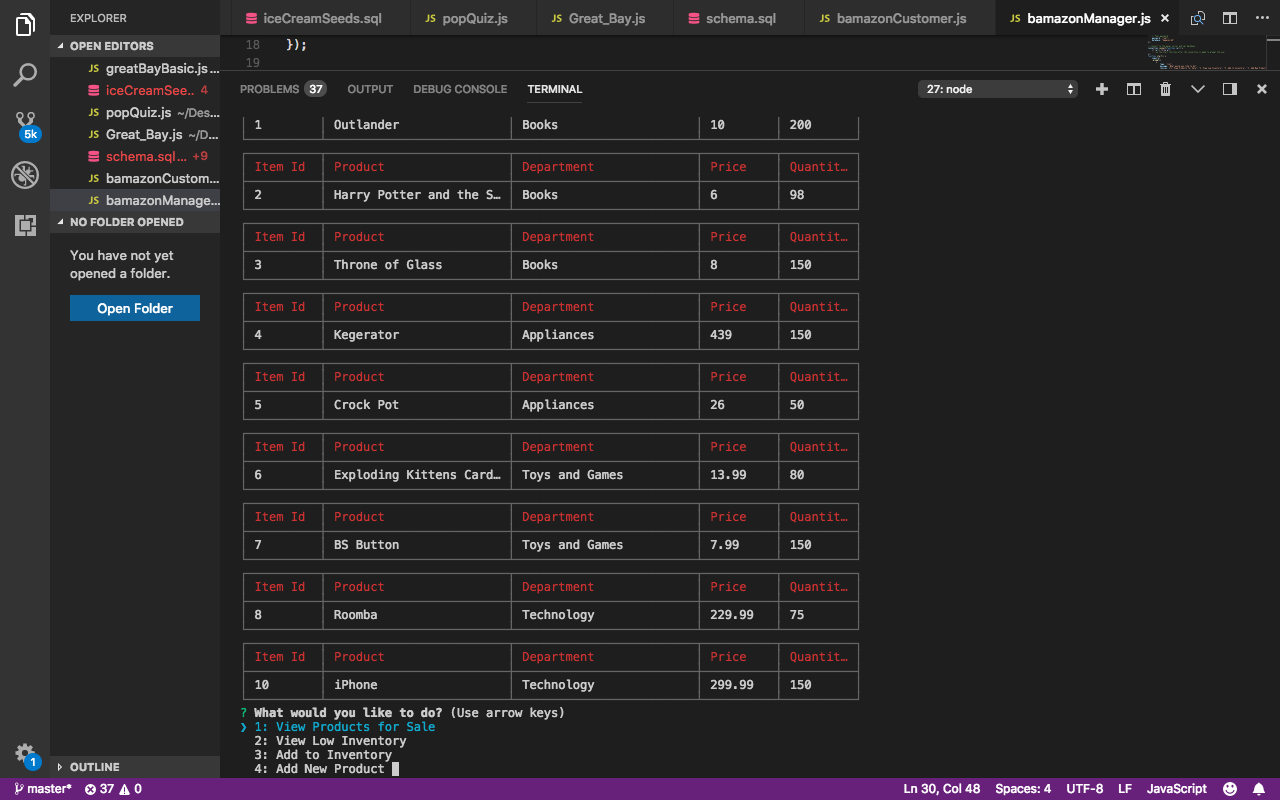 EXPLORER
iceCreamSeeds.sql JS popQuiz.js JS Great_Bay.js schema.sql JS bamazonCustomer.js JS bamazonManager.js ×
OPEN EDITORS
JS greatBayBasic.js...
iceCreamSee.. 4
JS popQuiz.js ~/Des...
JS Great_Bay.js ~/D...
schema.sql... +9
JS bamazonCustom...
JS bamazonManage...
NO FOLDER OPENED
You have not yet
opened a folder.
Open Folder
5k
1
OUTLINE
18 });
19
PROBLEMS 37 OUTPUT DEBUG CONSOLE TERMINAL 27: node
1 Outlander Books 10 200
Item Id Product Department Price Quantit…
2 Harry Potter and the S… Books 6 98
Item Id Product Department Price Quantit…
3 Throne of Glass Books 8 150
Item Id Product Department Price Quantit…
4 Kegerator Appliances 439 150
Item Id Product Department Price Quantit…
5 Crock Pot Appliances 26 50
Item Id Product Department Price Quantit…
6 Exploding Kittens Card… Toys and Games 13.99 80
Item Id Product Department Price Quantit…
7 BS Button Toys and Games 7.99 150
Item Id Product Department Price Quantit…
8 Roomba Technology 229.99 75
Item Id Product Department Price Quantit…
10 iPhone Technology 299.99 150
? What would you like to do? (Use arrow keys)
❯ 1: View Products for Sale
2: View Low Inventory
3: Add to Inventory
4: Add New Product
master* 37 0 Ln 30, Col 48 Spaces: 4 UTF-8 LF JavaScript